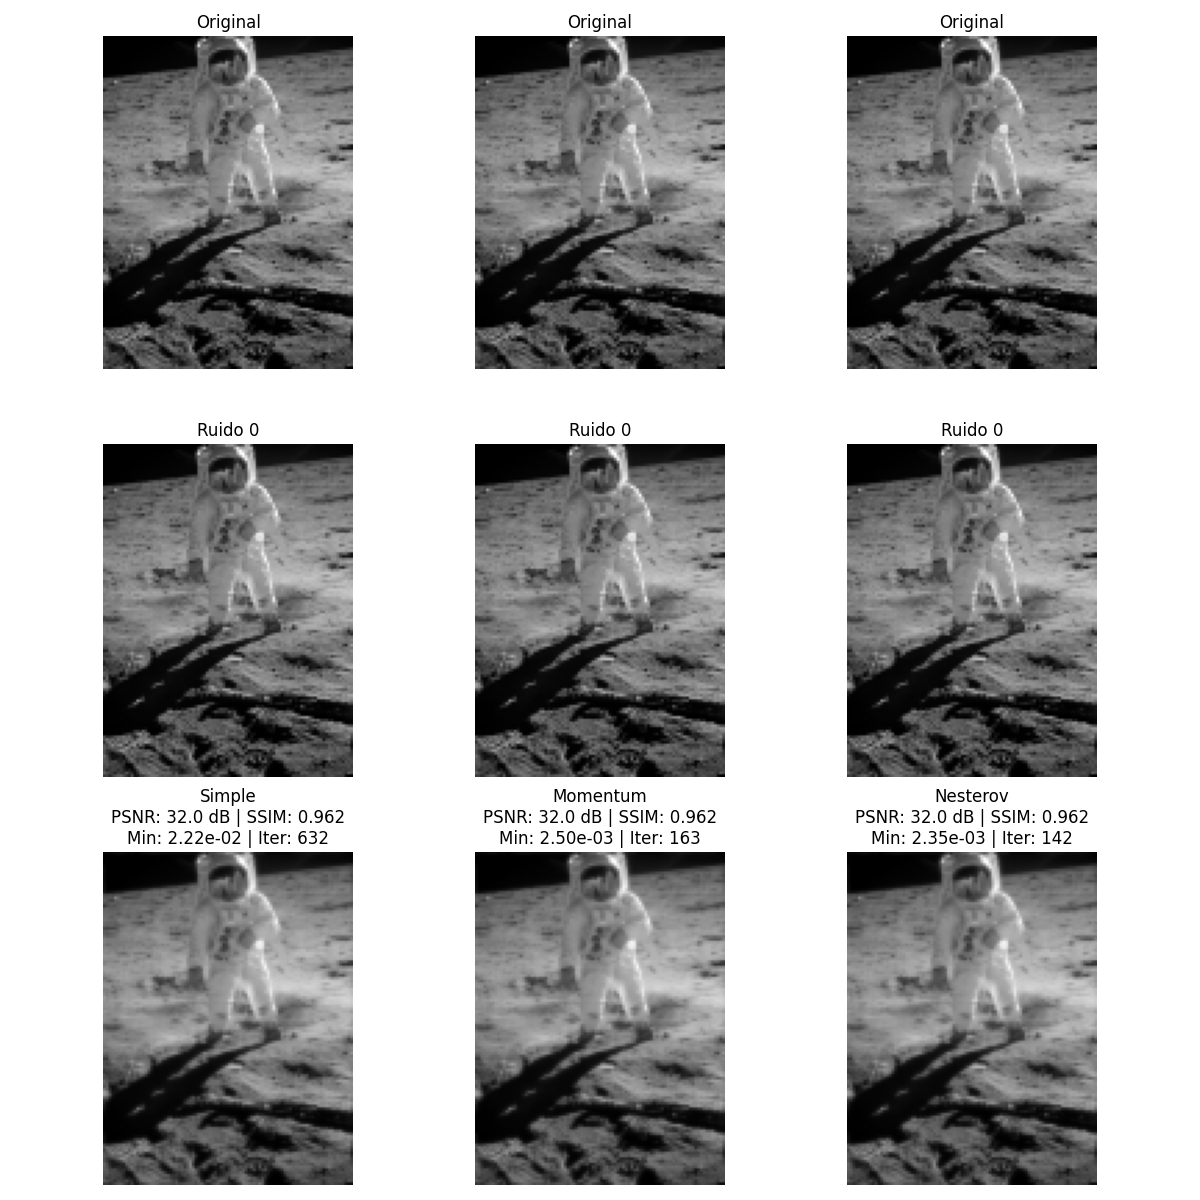 Original
Original
Original
Ruido 0
Ruido 0
Ruido 0
Simple
PSNR: 32.0 dB | SSIM: 0.962
Min: 2.22e-02 | Iter: 632
Momentum
PSNR: 32.0 dB | SSIM: 0.962
Min: 2.50e-03 | Iter: 163
Nesterov
PSNR: 32.0 dB | SSIM: 0.962
Min: 2.35e-03 | Iter: 142